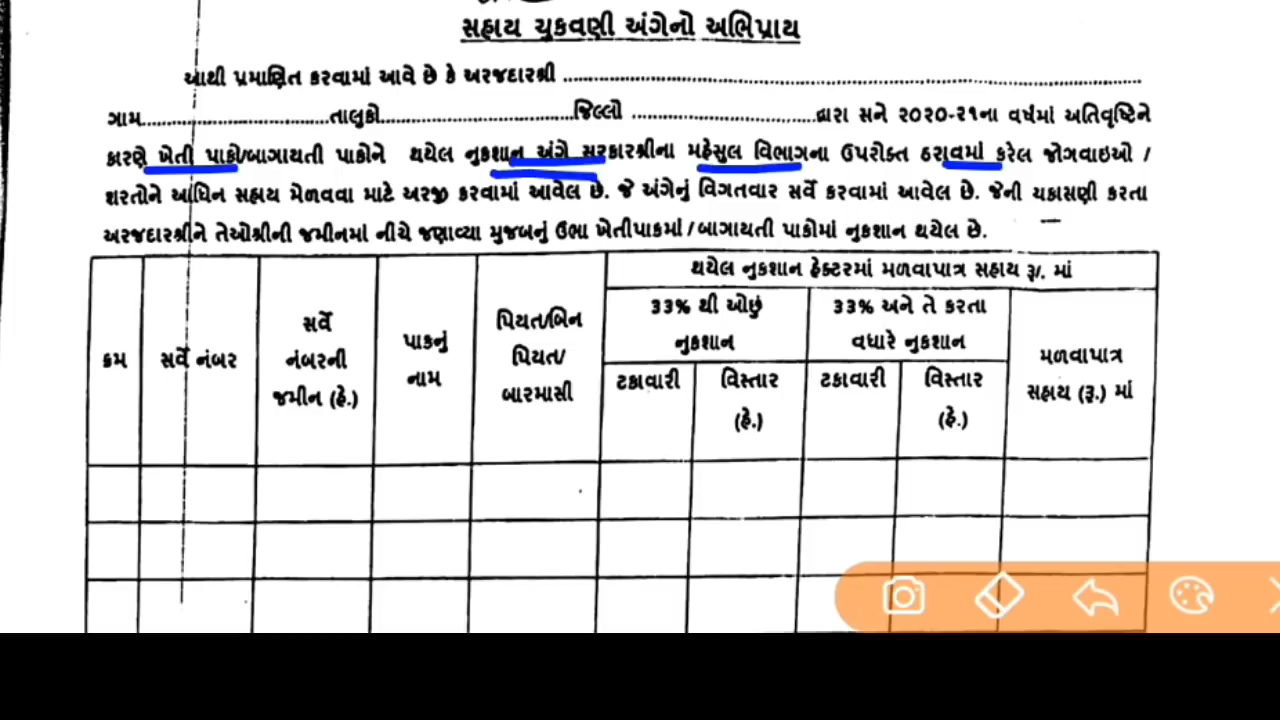 સહાય ચુકવણી અંગેનો અભિપ્રાય
આથી પ્રમાણિત કરવામાં આવે છે કે અરજદારશ્રી ........................................
ગામ....................તાલુકો....................જિલ્લો ....................દ્વારા સને ૨૦૨૦-૨૧ના વર્ષમાં અતિવૃષ્ટિને
કારણે ખેતી પાકો/બાગાયતી પાકોને થયેલ નુકશાન અંગે સરકારશ્રીના મહેસુલ વિભાગના ઉપરોક્ત ઠરાવમાં કરેલ જોગવાઇઓ /
શરતોને આધિન સહાય મેળવવા માટે અરજી કરવામાં આવેલ છે. જે અંગેનું વિગતવાર સર્વે કરવામાં આવેલ છે. જેની ચકાસણી કરતા
અરજદારશ્રીને તેઓશ્રીની જમીનમાં નીચે જણાવ્યા મુજબનું ઉભા ખેતીપાકમાં/બાગાયતી પાકોમાં નુકશાન થયેલ છે.
થયેલ નુકશાન હેક્ટરમાં મળવાપાત્ર સહાય રૂા. માં
33% થી ઓછું
નુકશાન
33% અને તે કરતા
વધારે નુકશાન
ક્રમ
સર્વે નંબર
સર્વે
નંબરની
જમીન (હે.)
પાકનું
નામ
પિયત/બિન
પિયત/
બારમાસી
ટકાવારી
વિસ્તાર
(હે.)
ટકાવારી
વિસ્તાર
(હે.)
મળવાપાત્ર
સહાય (રૂ.) માં